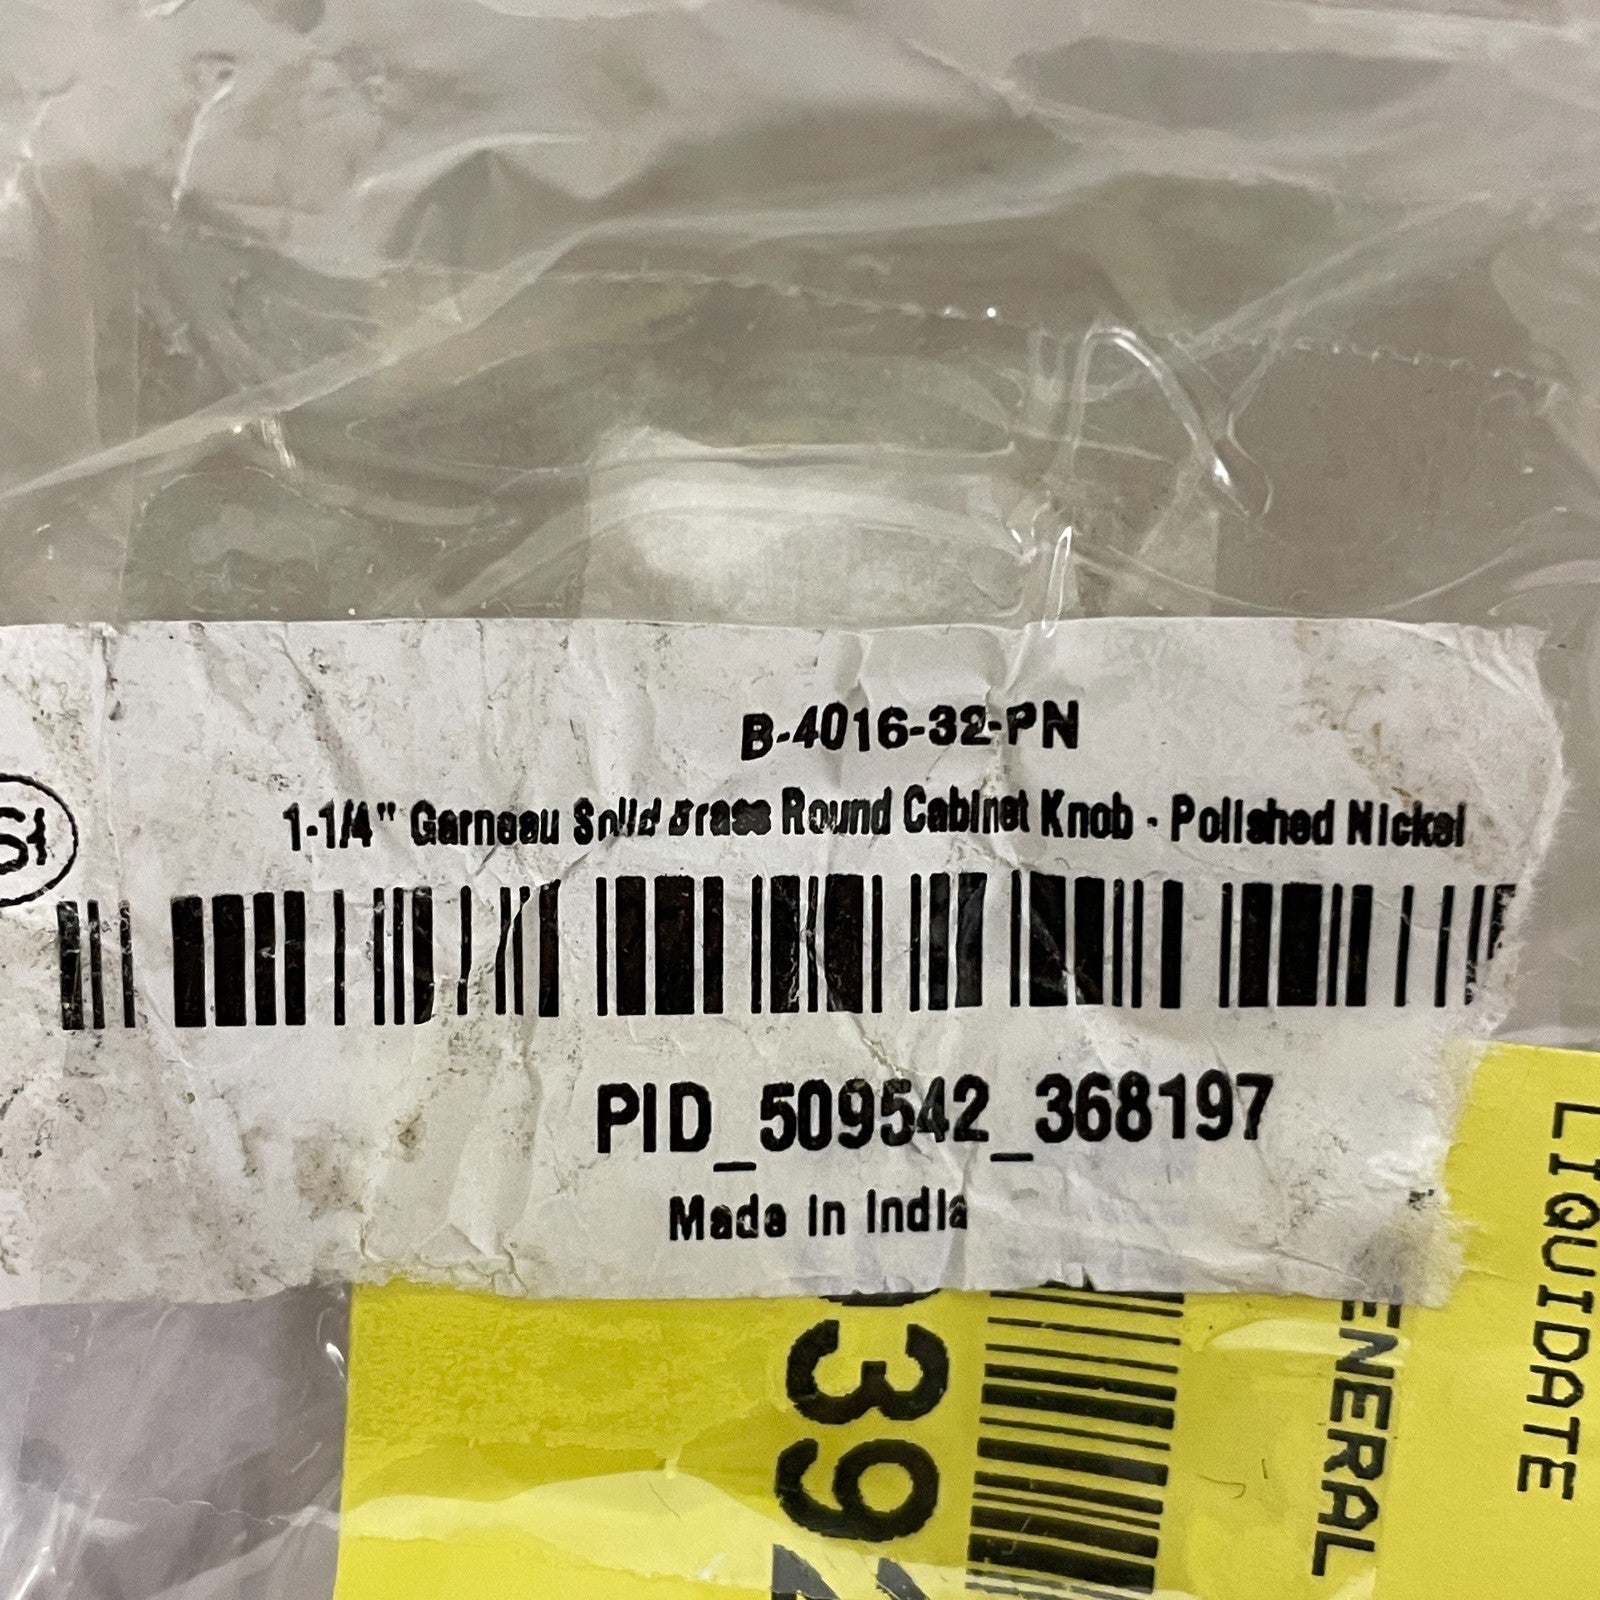 B-4016-32-PN
1-1/4" Garneau Solid Brass Round Cabinet Knob - Polished Nickel
PID_509542_368197
Made In India
LIQUIDATE
ENERAL
039